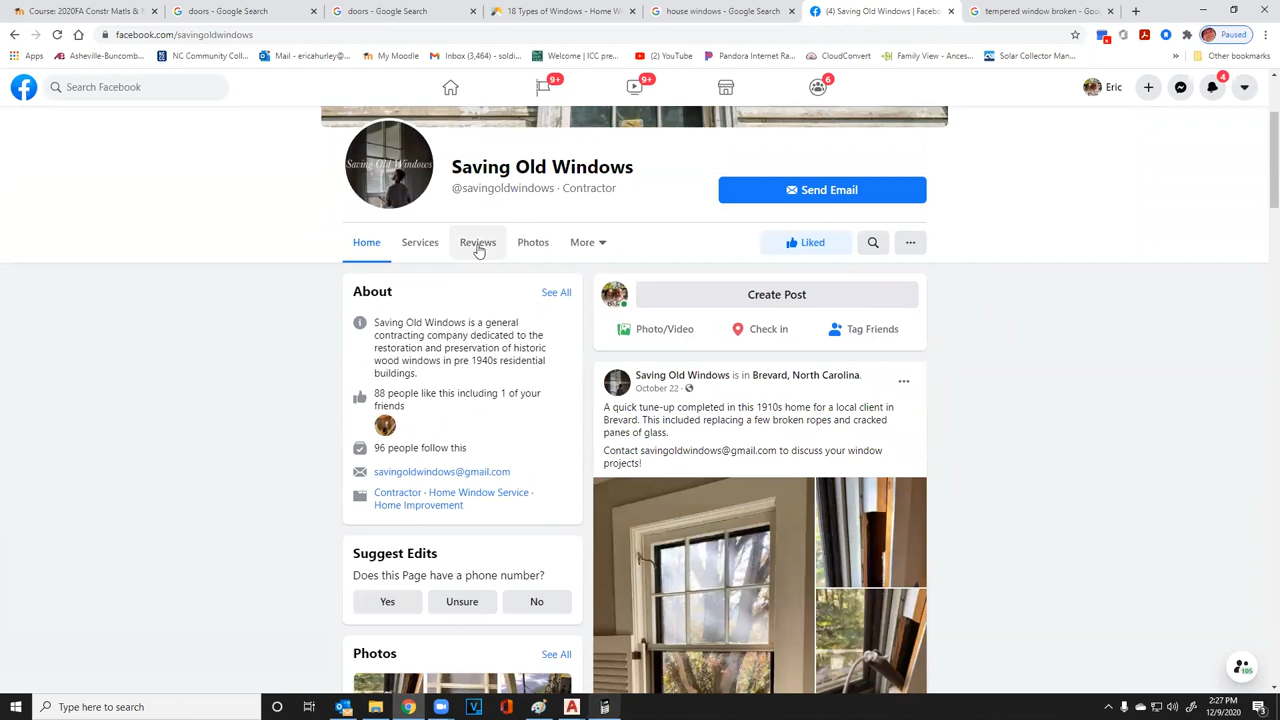 Course: 2020FA Constr Matls &
doors - Google Search
doors - Google Search
18 Types of Windows - Home W
house windows - Google Search
(4) Saving Old Windows | Facebo
tempered window broken - Goog
facebook.com/savingoldwindows
Paused
Apps
Asheville-Buncomb...
NC Community Coll...
Mail - ericahurley@...
My Moodle
Inbox (3,464) - soldi...
Welcome | ICC pre...
(2) YouTube
Pandora Internet Ra...
CloudConvert
Family View - Ances...
Solar Collector Man...
»
Other bookmarks
Search Facebook
9+
9+
6
Eric
4
Saving Old Windows
Saving Old Windows
@savingoldwindows · Contractor
Send Email
Home
Services
Reviews
Photos
More
Liked
About
See All
Saving Old Windows is a general
contracting company dedicated to the
restoration and preservation of historic
wood windows in pre 1940s residential
buildings.
88 people like this including 1 of your
friends
96 people follow this
savingoldwindows@gmail.com
Contractor · Home Window Service ·
Home Improvement
Suggest Edits
Does this Page have a phone number?
Yes
Unsure
No
Photos
See All
Create Post
Photo/Video
Check in
Tag Friends
Saving Old Windows is in Brevard, North Carolina.
October 22 ·
A quick tune-up completed in this 1910s home for a local client in
Brevard. This included replacing a few broken ropes and cracked
panes of glass.
Contact savingoldwindows@gmail.com to discuss your window
projects!
105
Type here to search
2:27 PM
12/9/2020